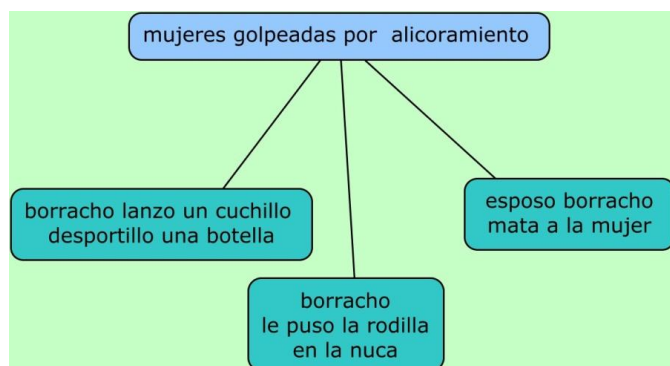 mujeres golpeadas por alicoramiento
borracho lanzo un cuchillo
desportillo una botella
esposo borracho
mata a la mujer
borracho
le puso la rodilla
en la nuca